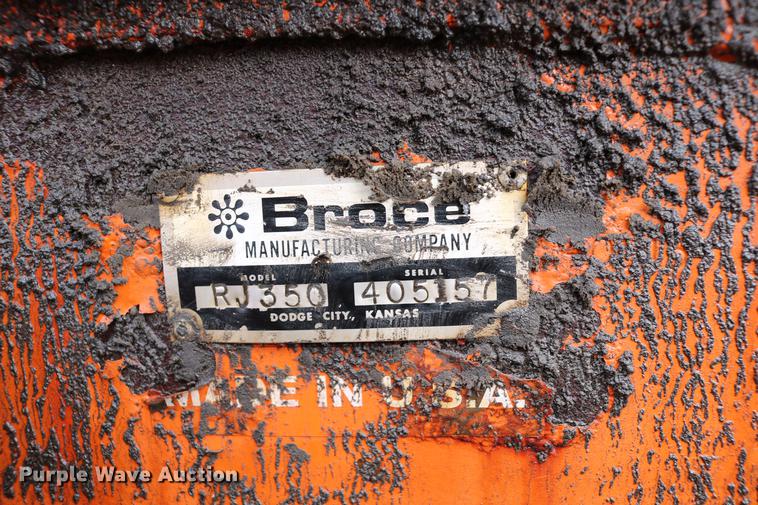 Broce
MANUFACTURING COMPANY
MODEL SERIAL
RJ350 405157
DODGE CITY, KANSAS
MADE IN U.S.A.
Purple Wave Auction